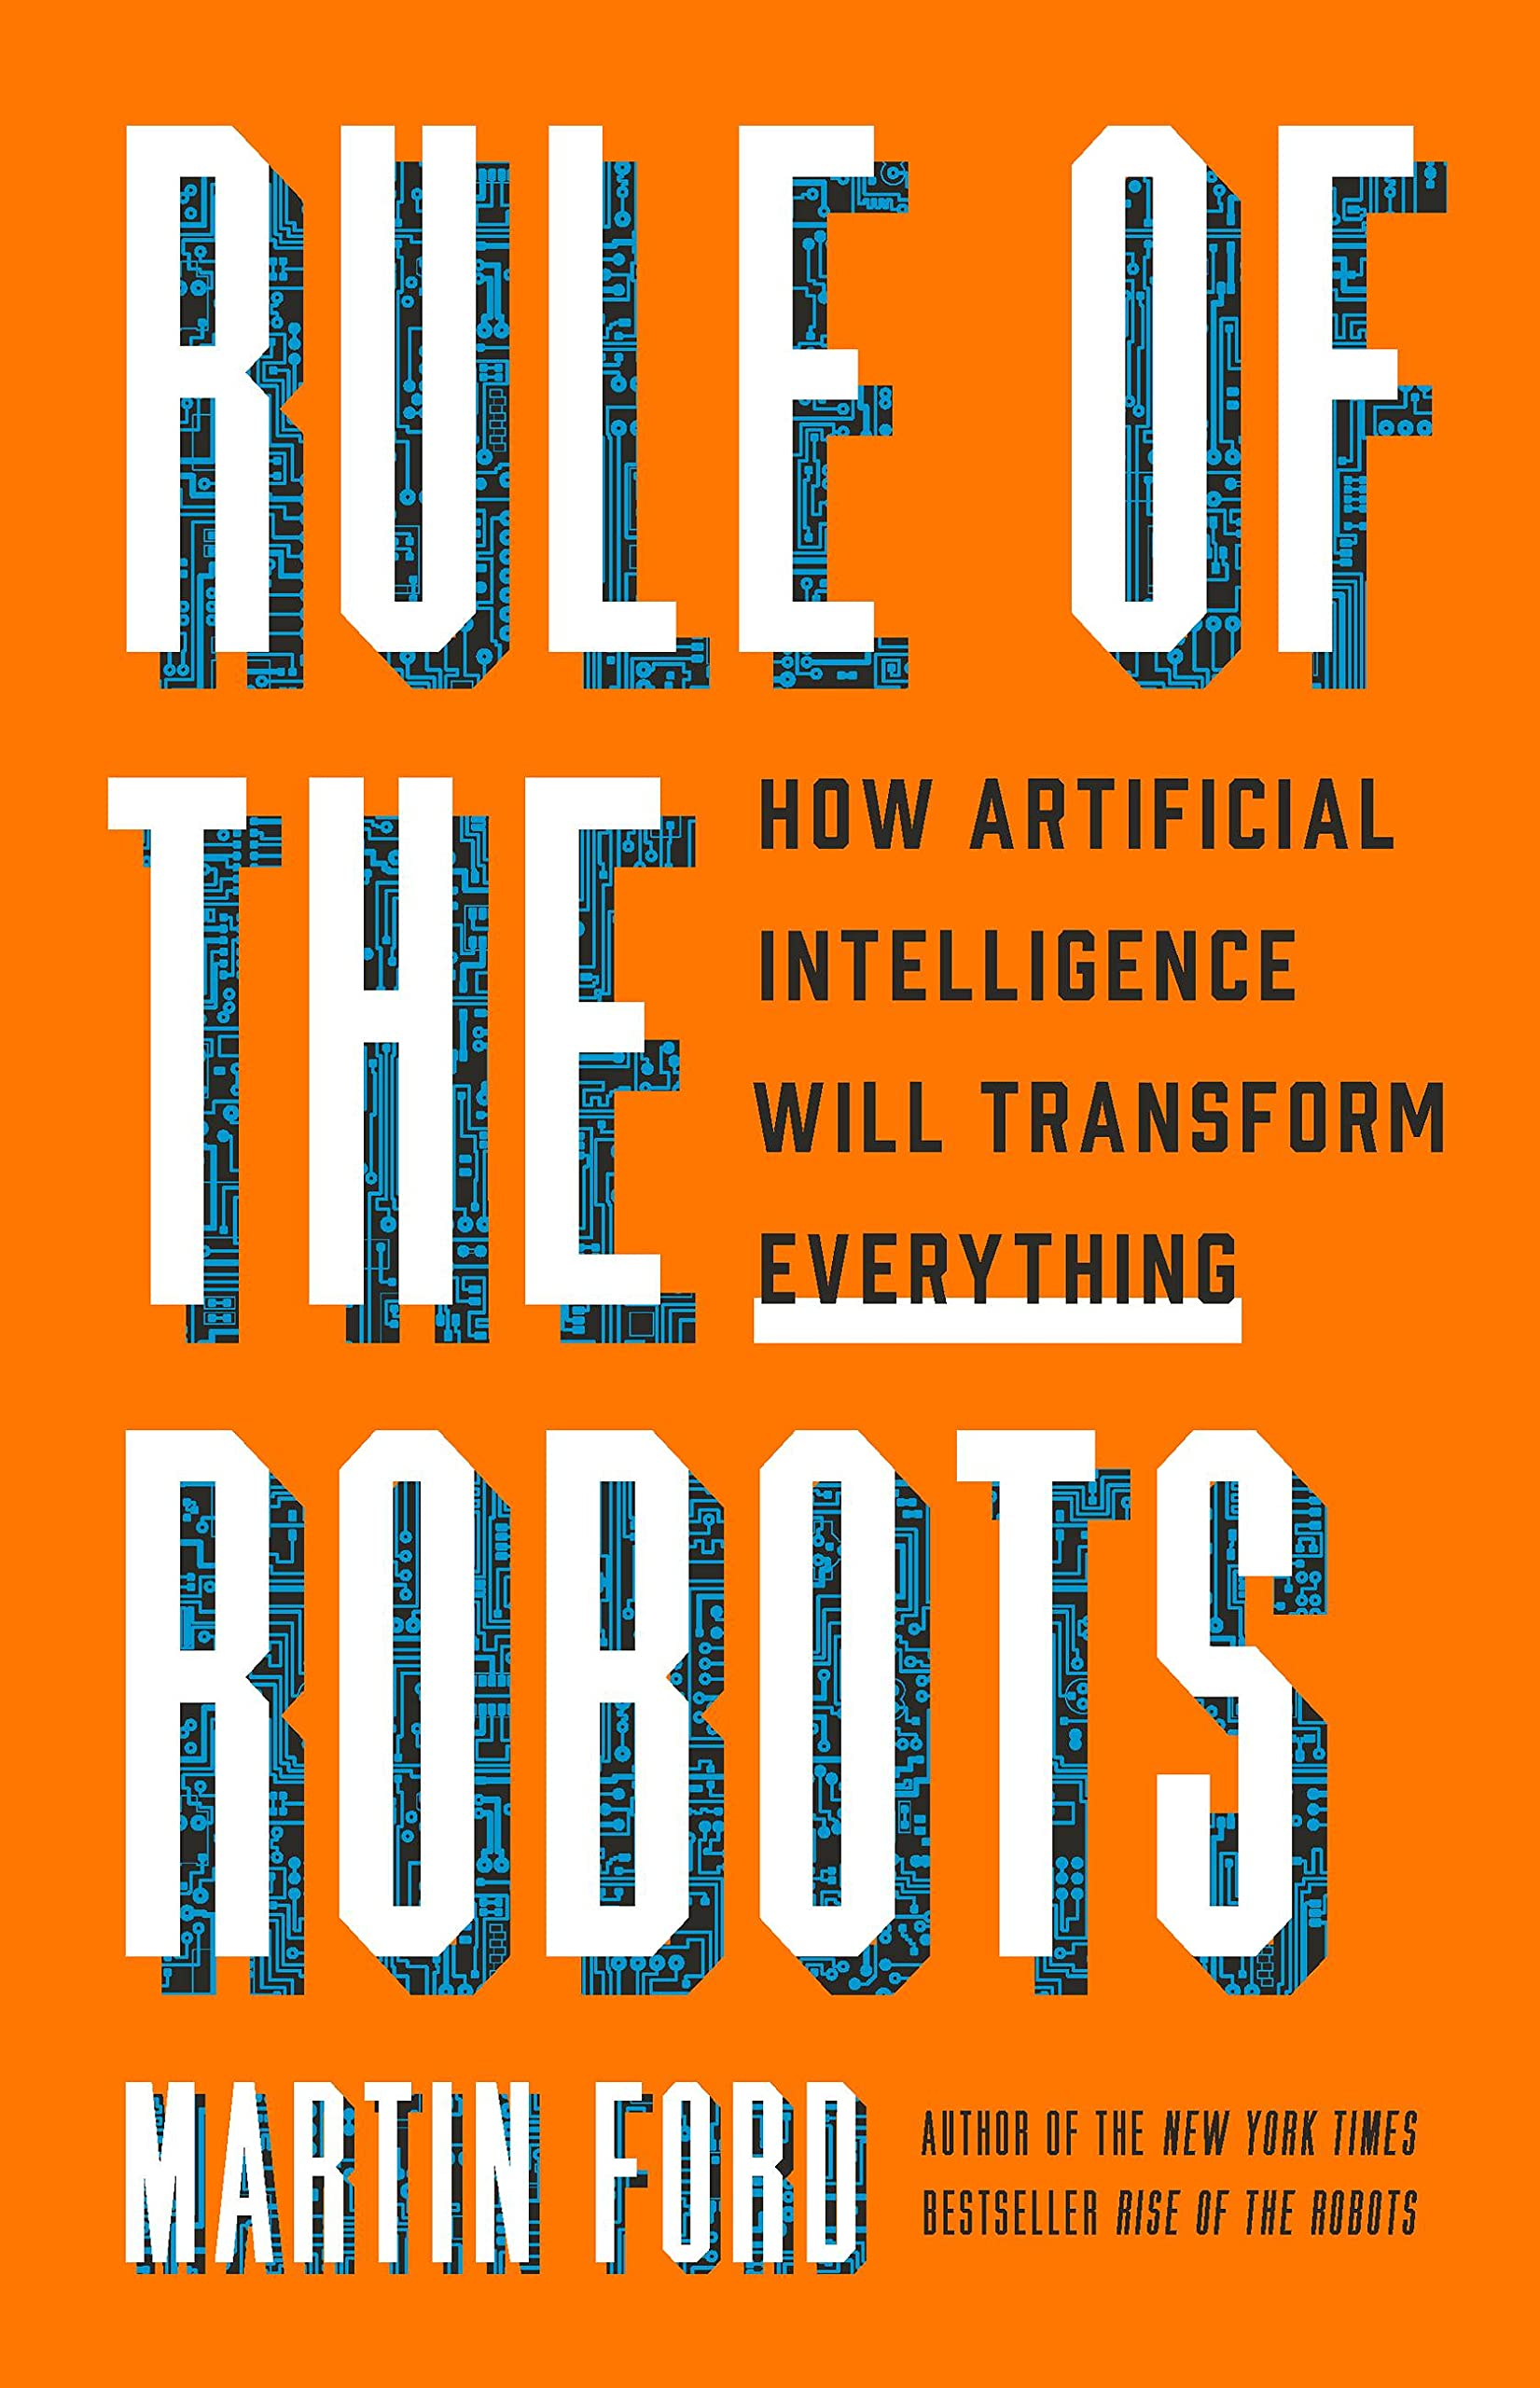 RULE OF
THE
HOW ARTIFICIAL
INTELLIGENCE
WILL TRANSFORM
EVERYTHING
ROBOTS
MARTIN FORD
AUTHOR OF THE NEW YORK TIMES
BESTSELLER RISE OF THE ROBOTS